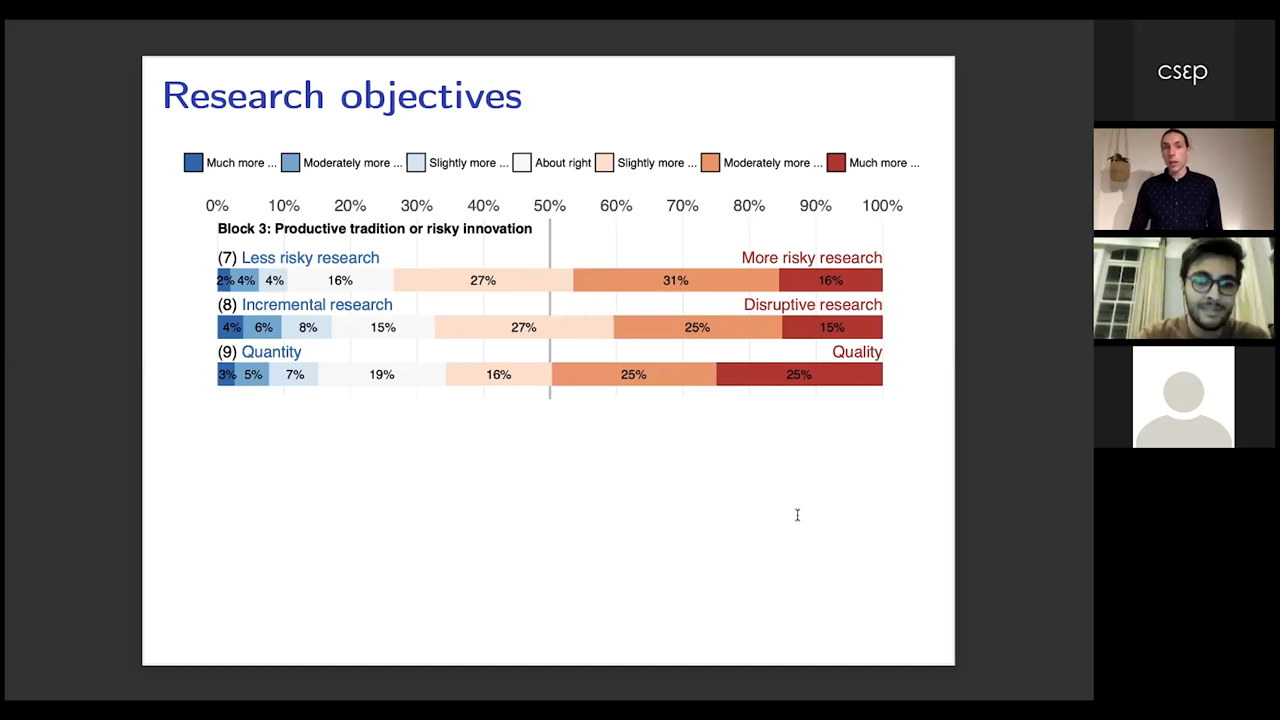 Research objectives
Much more ... Moderately more ... Slightly more ... About right Slightly more ... Moderately more ... Much more ...
0% 10% 20% 30% 40% 50% 60% 70% 80% 90% 100%
Block 3: Productive tradition or risky innovation
(7) Less risky research More risky research
2% 4% 4% 16% 27% 31% 16%
(8) Incremental research Disruptive research
4% 6% 8% 15% 27% 25% 15%
(9) Quantity Quality
3% 5% 7% 19% 16% 25% 25%
csεp